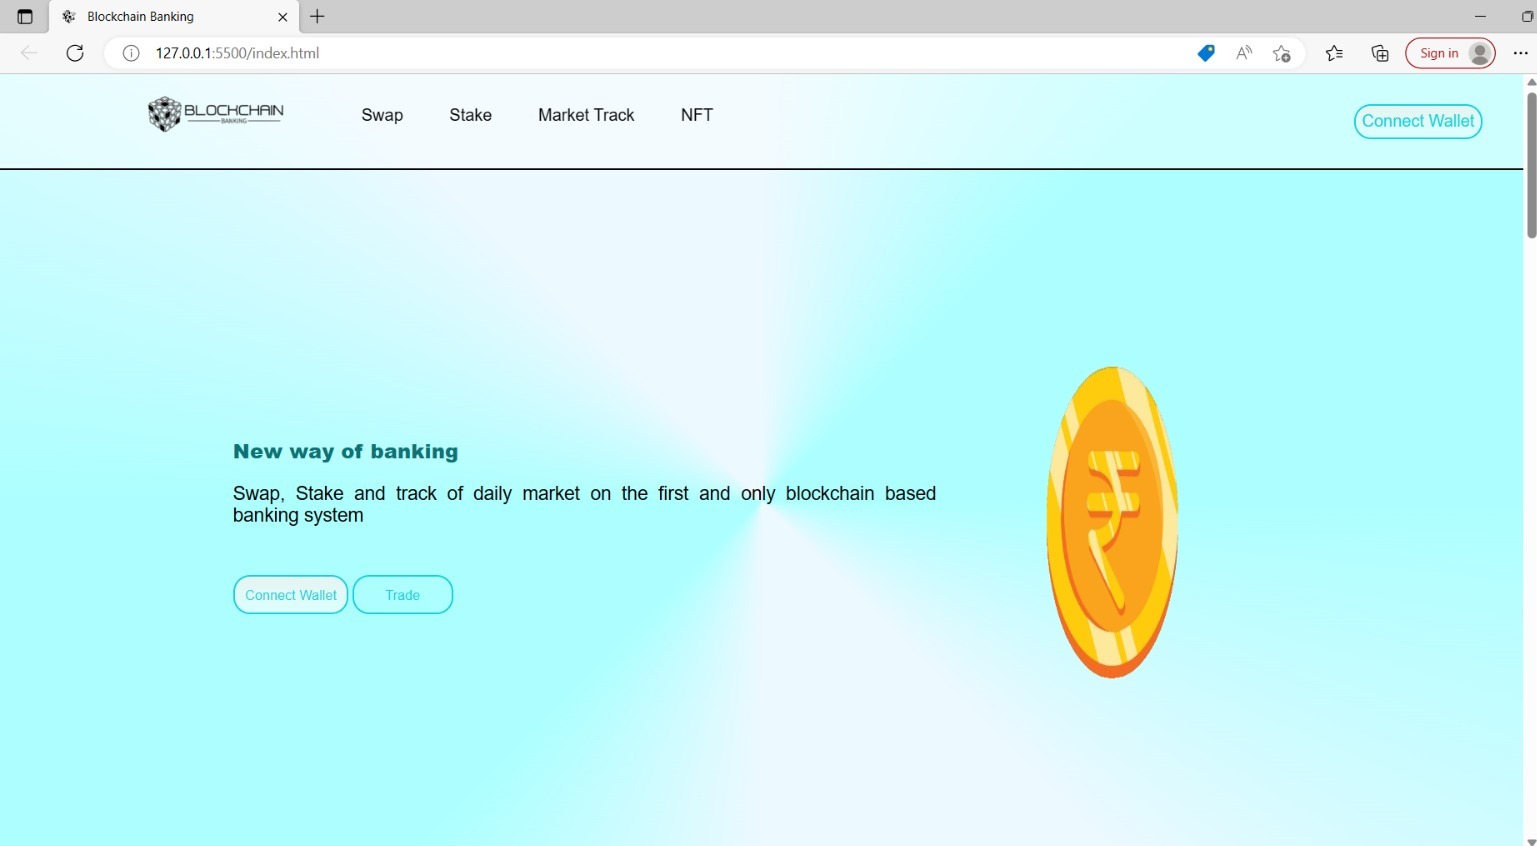 Blockchain Banking
127.0.0.1:5500/index.html
Sign in
BLOCHCHAIN
BANKING
Swap
Stake
Market Track
NFT
Connect Wallet
New way of banking
Swap, Stake and track of daily market on the first and only blockchain based
banking system
Connect Wallet
Trade
₹